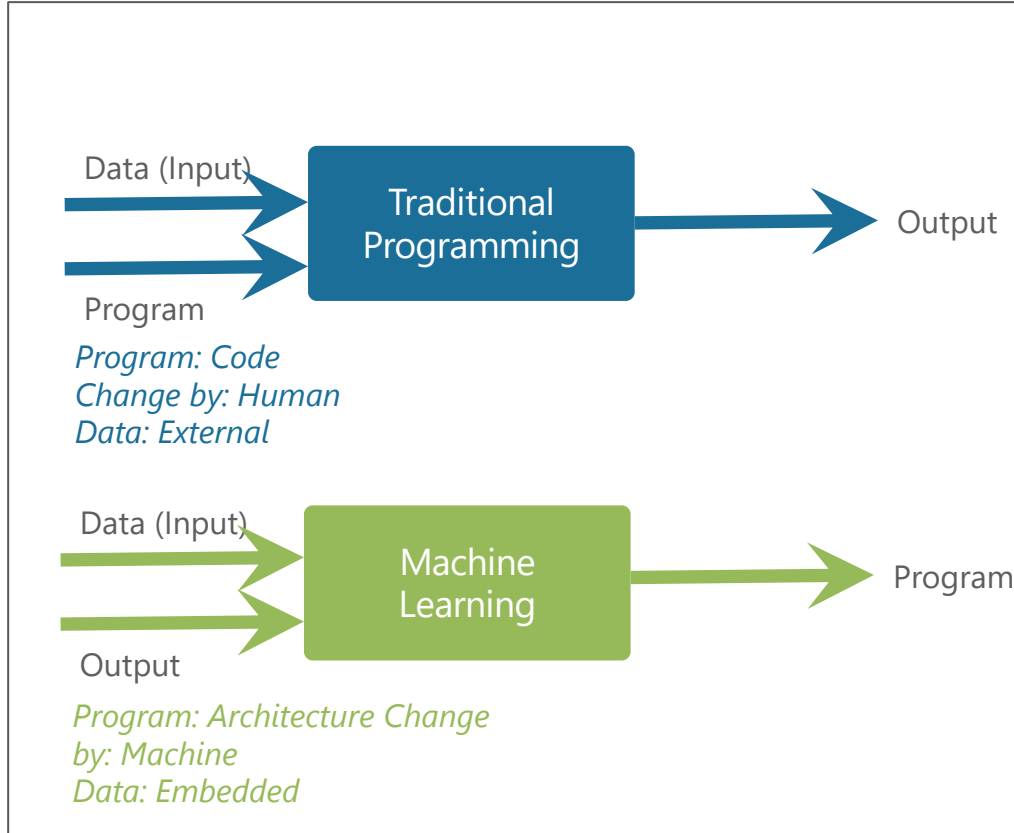 Data (Input)
Traditional
Programming
Output
Program
Program: Code
Change by: Human
Data: External
Data (Input)
Machine
Learning
Program
Output
Program: Architecture Change
by: Machine
Data: Embedded